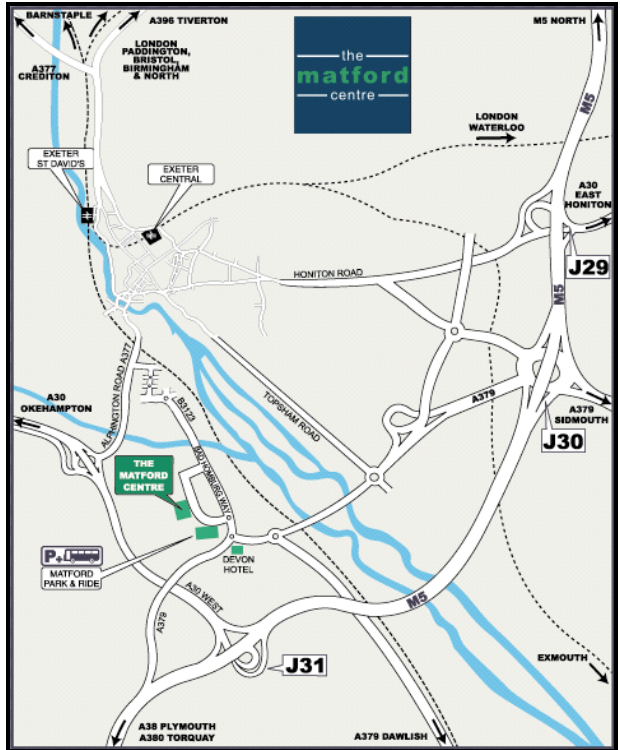 BARNSTAPLE
A396 TIVERTON
M5 NORTH
the
matford
centre
LONDON
PADDINGTON,
BRISTOL,
BIRMINGHAM
& NORTH
A377
CREDITON
M5
LONDON
WATERLOO
EXETER
ST DAVID'S
EXETER
CENTRAL
A30
EAST
HONITON
J29
HONITON ROAD
M5
ALPHINGTON ROAD A377
A30
OKEHAMPTON
B3123
TOPSHAM ROAD
A379
A379
SIDMOUTH
J30
THE
MATFORD
CENTRE
BAD HOMBURG WAY
P+
MATFORD
PARK & RIDE
DEVON
HOTEL
A30 WEST
A379
M5
J31
EXMOUTH
A38 PLYMOUTH
A380 TORQUAY
A379 DAWLISH